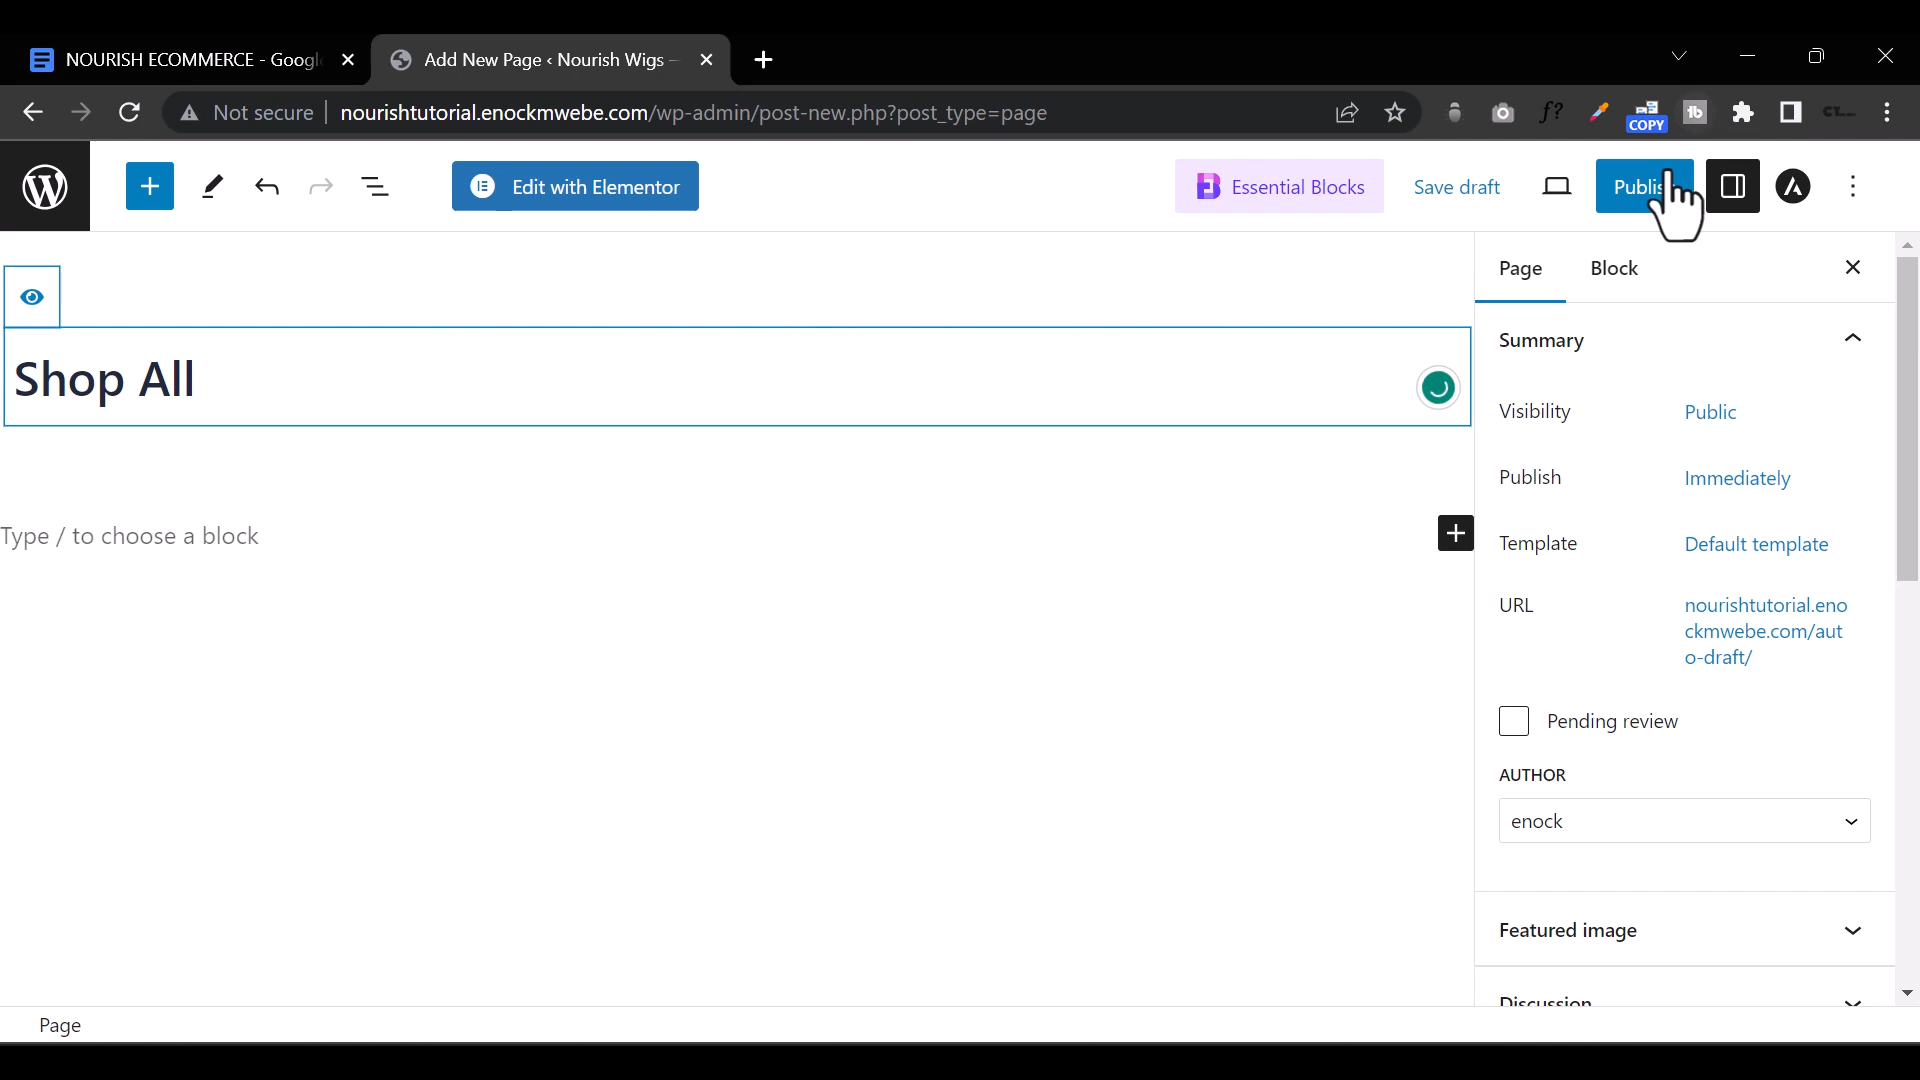 NOURISH ECOMMERCE - Googl
Add New Page ‹ Nourish Wigs –
Not secure
nourishtutorial.enockmwebe.com/wp-admin/post-new.php?post_type=page
f?
COPY
tb
Edit with Elementor
Essential Blocks
Save draft
Page
Block
Shop All
Summary
Visibility
Public
Publish
Immediately
Type / to choose a block
Template
Default template
URL
nourishtutorial.eno
ckmwebe.com/aut
o-draft/
Pending review
AUTHOR
enock
Featured image
Discussion
Page